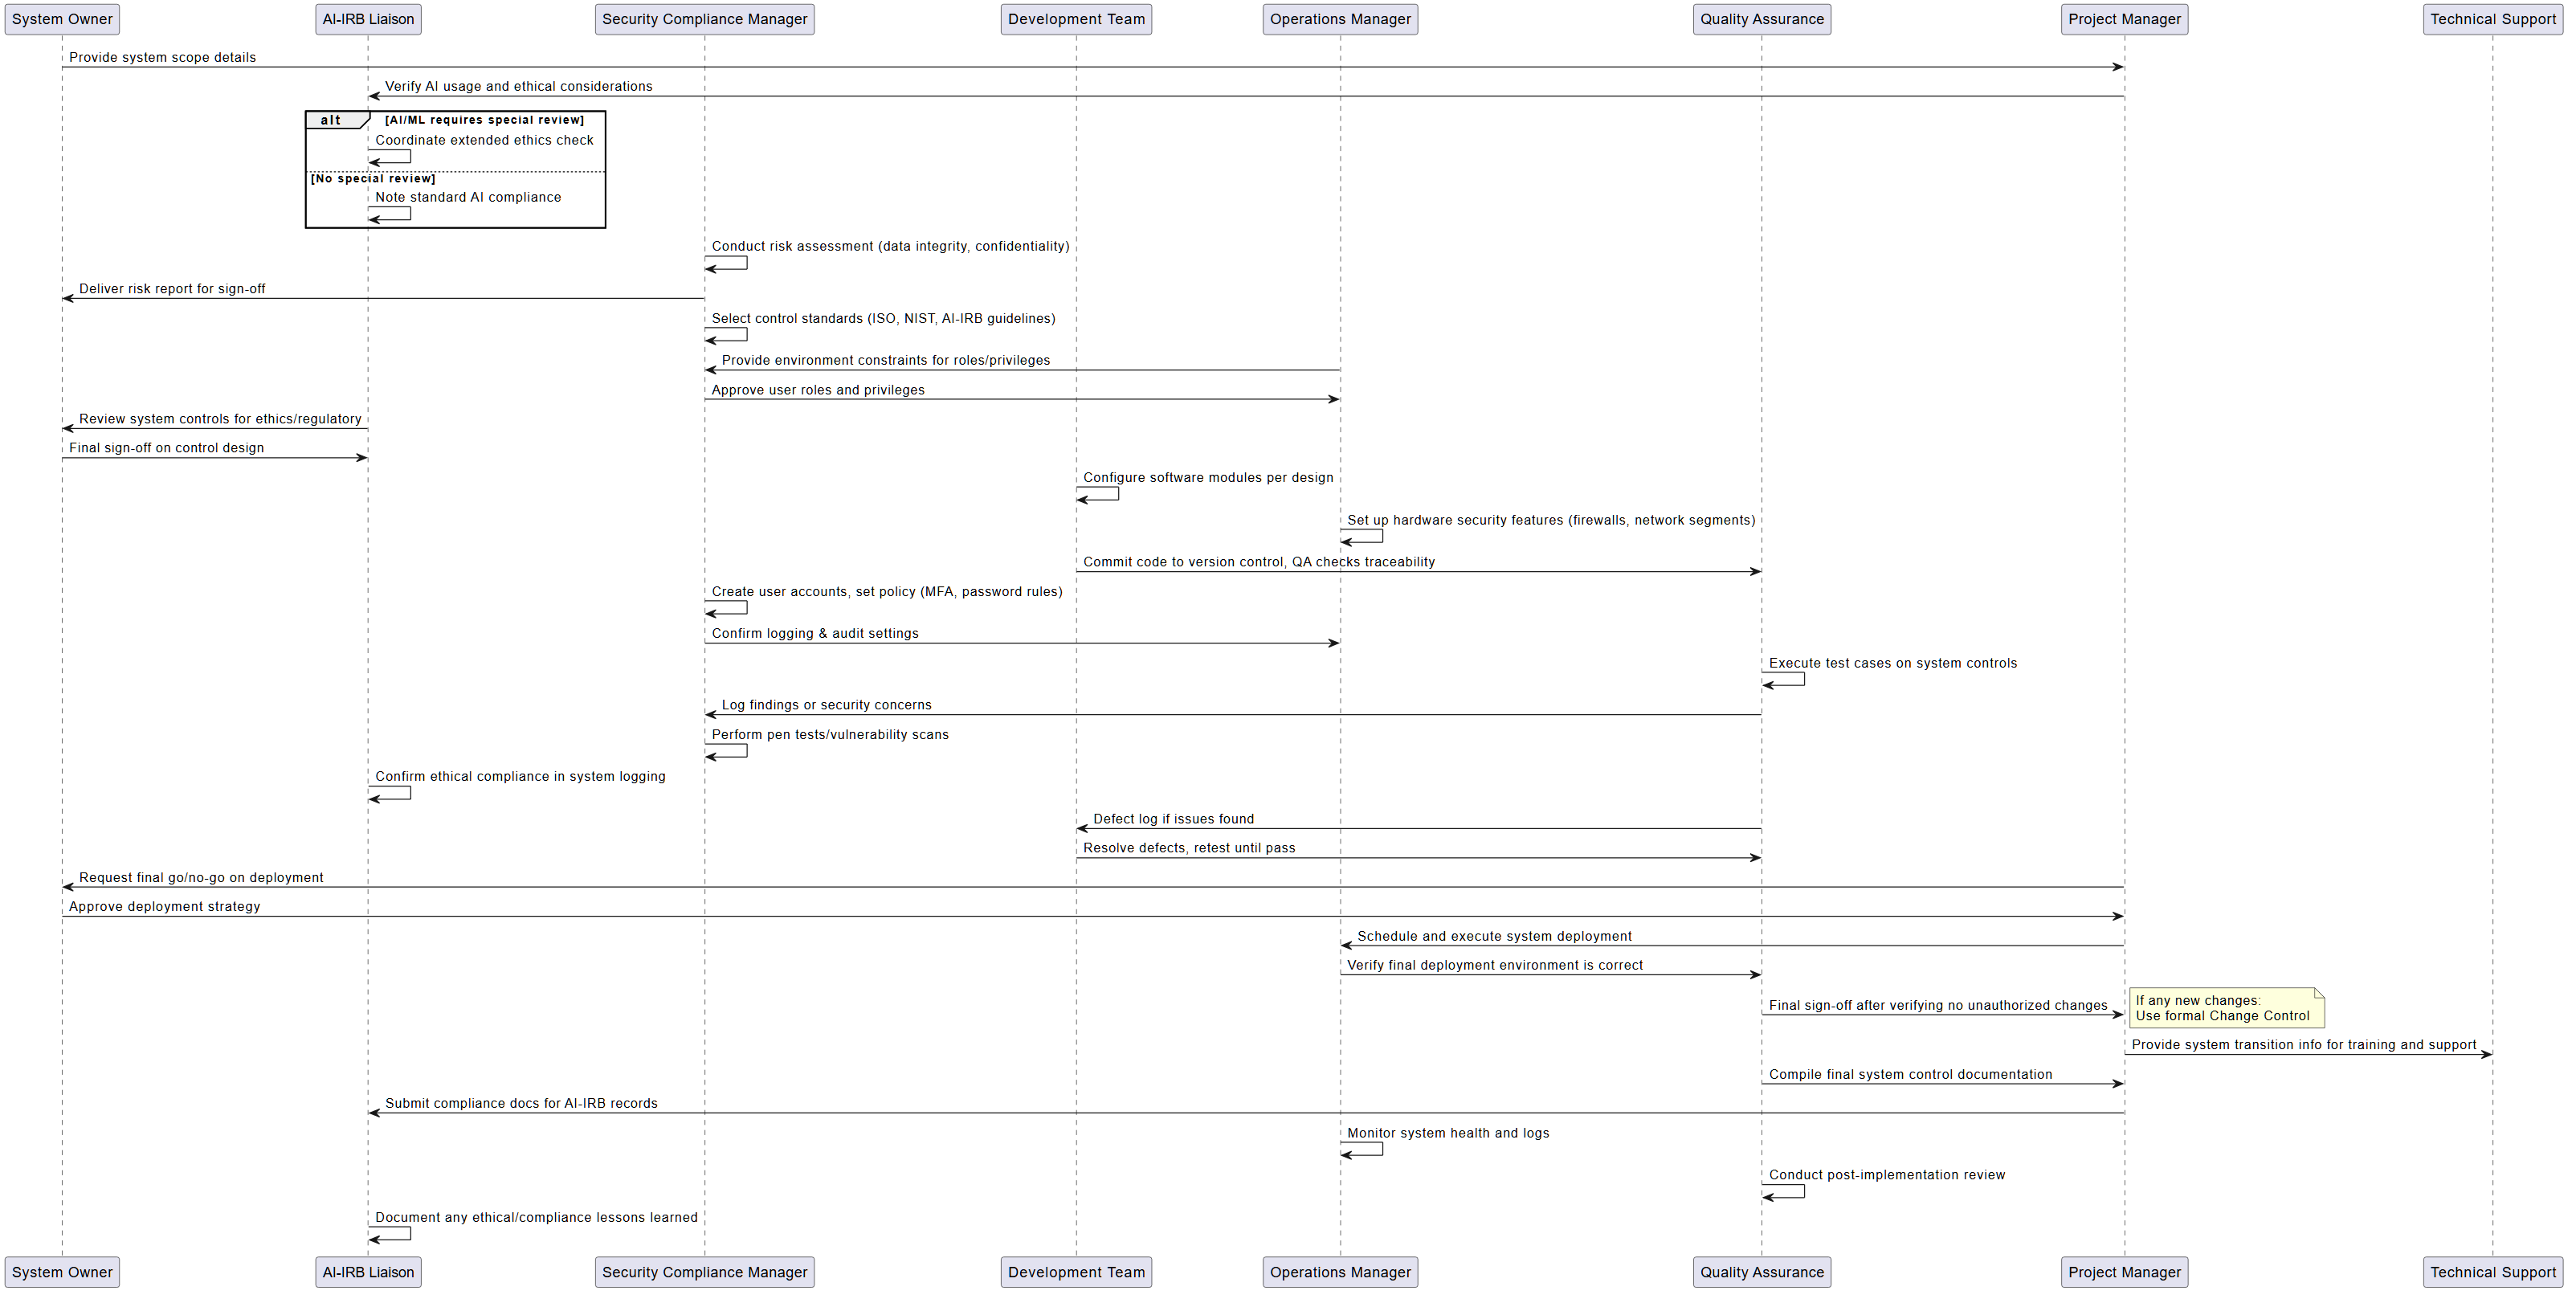 System Owner
AI-IRB Liaison
Security Compliance Manager
Development Team
Operations Manager
Quality Assurance
Project Manager
Technical Support
Provide system scope details
Verify AI usage and ethical considerations
alt
[AI/ML requires special review]
Coordinate extended ethics check
[No special review]
Note standard AI compliance
Conduct risk assessment (data integrity, confidentiality)
Deliver risk report for sign-off
Select control standards (ISO, NIST, AI-IRB guidelines)
Provide environment constraints for roles/privileges
Approve user roles and privileges
Review system controls for ethics/regulatory
Final sign-off on control design
Configure software modules per design
Set up hardware security features (firewalls, network segments)
Commit code to version control, QA checks traceability
Create user accounts, set policy (MFA, password rules)
Confirm logging & audit settings
Execute test cases on system controls
Log findings or security concerns
Perform pen tests/vulnerability scans
Confirm ethical compliance in system logging
Defect log if issues found
Resolve defects, retest until pass
Request final go/no-go on deployment
Approve deployment strategy
Schedule and execute system deployment
Verify final deployment environment is correct
Final sign-off after verifying no unauthorized changes
If any new changes:
Use formal Change Control
Provide system transition info for training and support
Compile final system control documentation
Submit compliance docs for AI-IRB records
Monitor system health and logs
Conduct post-implementation review
Document any ethical/compliance lessons learned
System Owner
AI-IRB Liaison
Security Compliance Manager
Development Team
Operations Manager
Quality Assurance
Project Manager
Technical Support